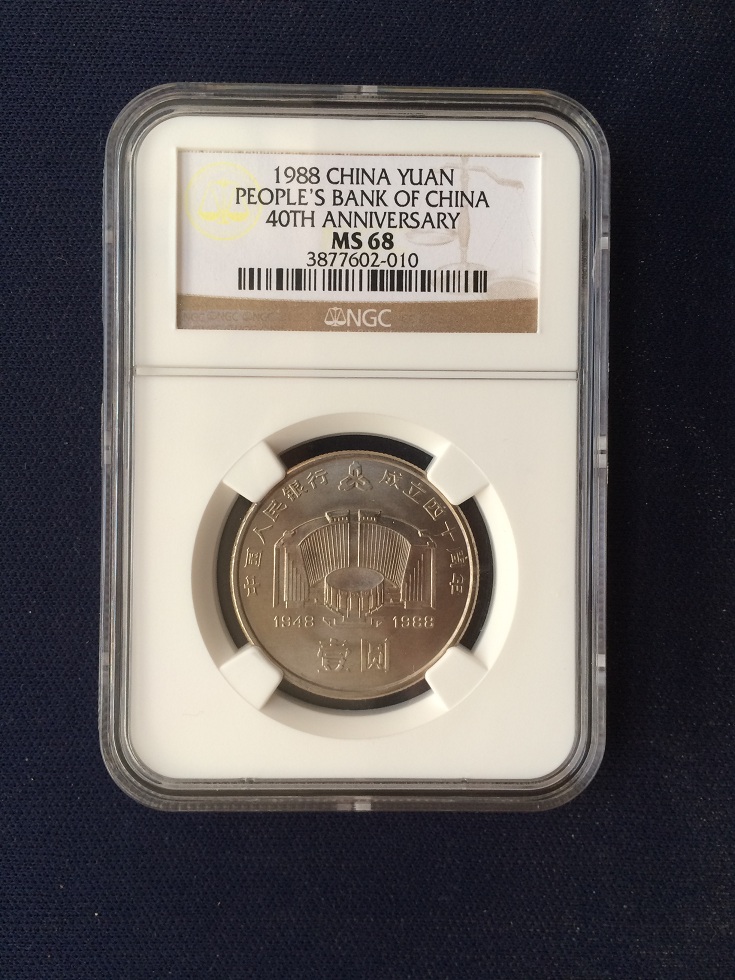 1988 CHINA YUAN
PEOPLE'S BANK OF CHINA
40TH ANNIVERSARY
MS 68
3877602-010
NGC
中国人民银行 成立四十周年
1948 1988
壹圆